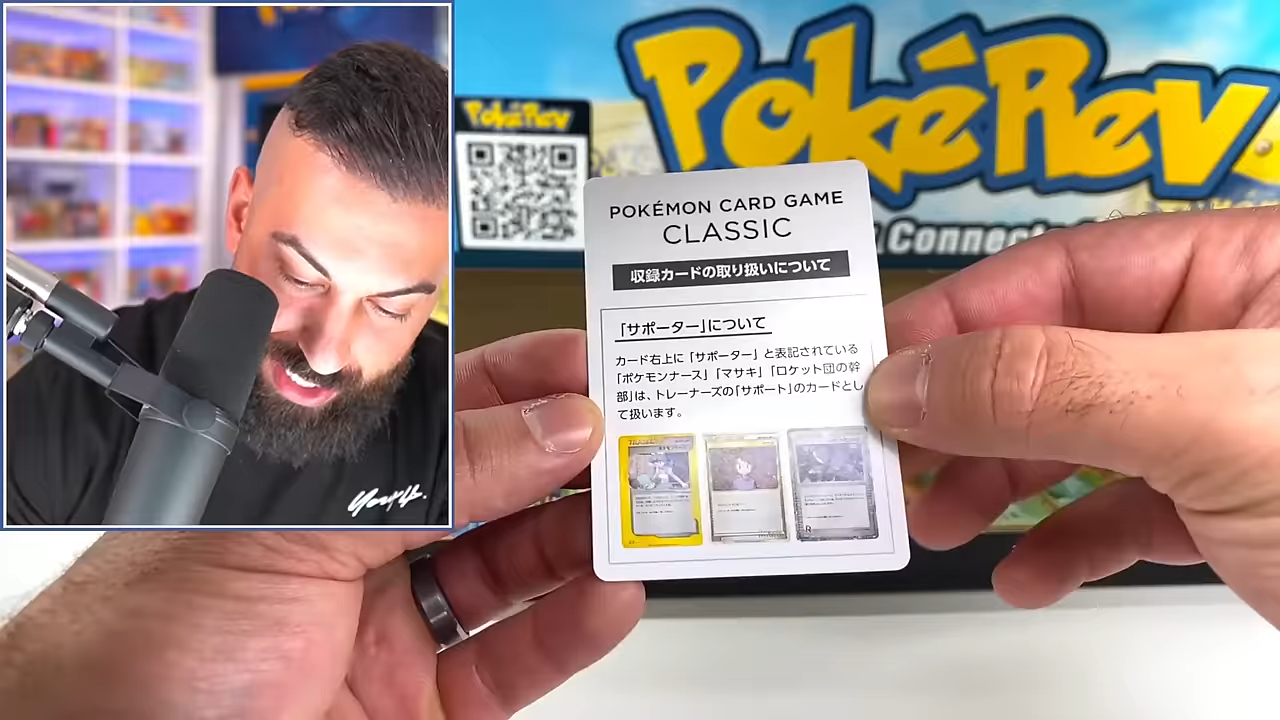 PokéRev
PokéRev
Connect
POKÉMON CARD GAME
CLASSIC
収録カードの取り扱いについて
「サポーター」について
カード右上に「サポーター」と表記されている
「ポケモンナース」「マサキ」「ロケット団の幹
部」は、トレーナーズの「サポート」のカードとし
て扱います。